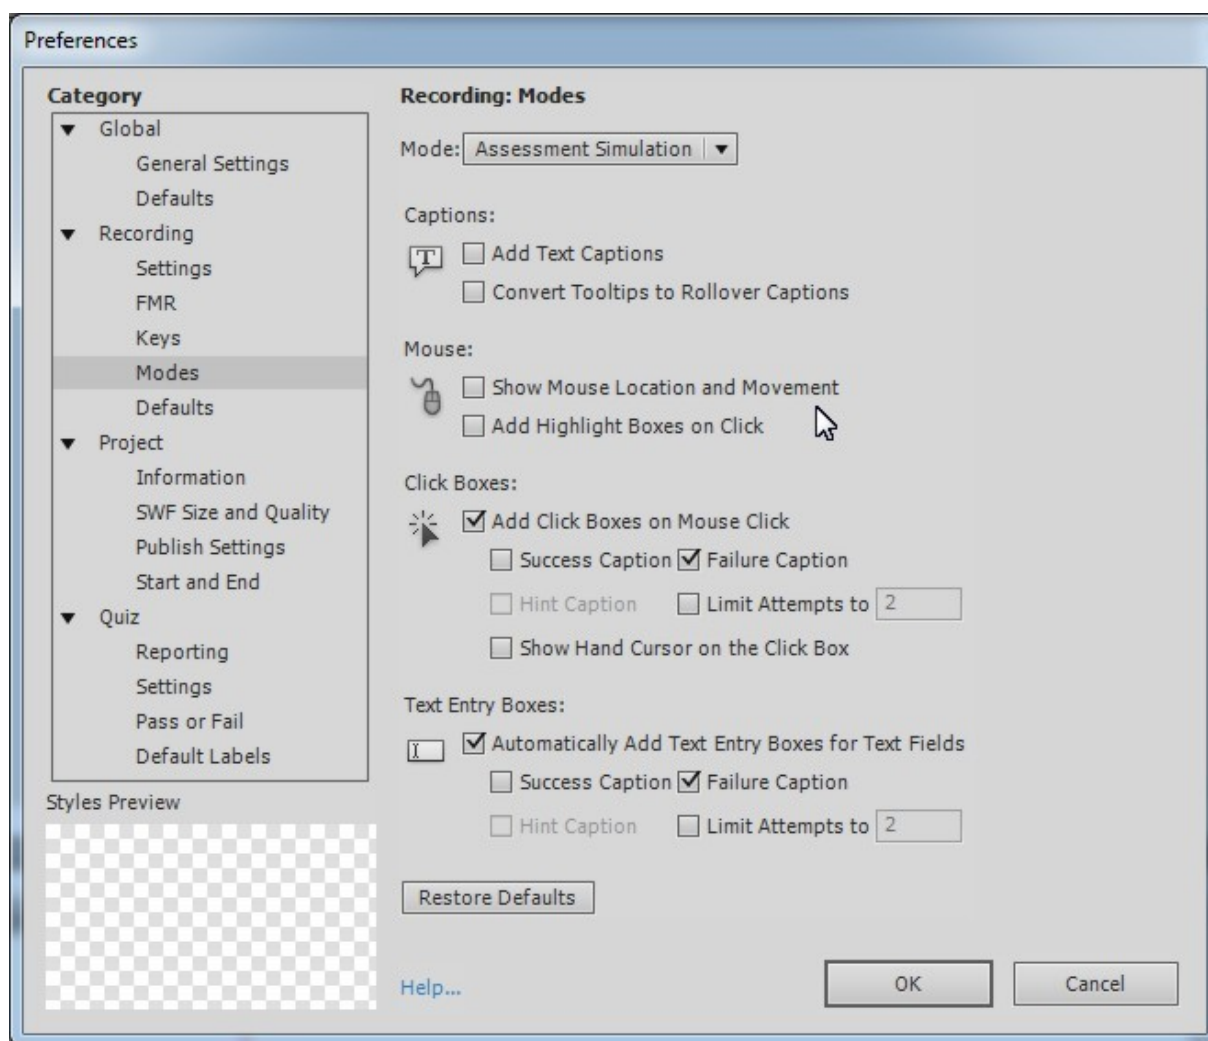 Preferences
Category
Global
General Settings
Defaults
Recording
Settings
FMR
Keys
Modes
Defaults
Project
Information
SWF Size and Quality
Publish Settings
Start and End
Quiz
Reporting
Settings
Pass or Fail
Default Labels
Styles Preview
Recording: Modes
Mode: Assessment Simulation
Captions:
T
Add Text Captions
Convert Tooltips to Rollover Captions
Mouse:
Show Mouse Location and Movement
Add Highlight Boxes on Click
Click Boxes:
Add Click Boxes on Mouse Click
Success Caption Failure Caption
Hint Caption Limit Attempts to 2
Show Hand Cursor on the Click Box
Text Entry Boxes:
Automatically Add Text Entry Boxes for Text Fields
Success Caption Failure Caption
Hint Caption Limit Attempts to 2
Restore Defaults
Help... OK Cancel